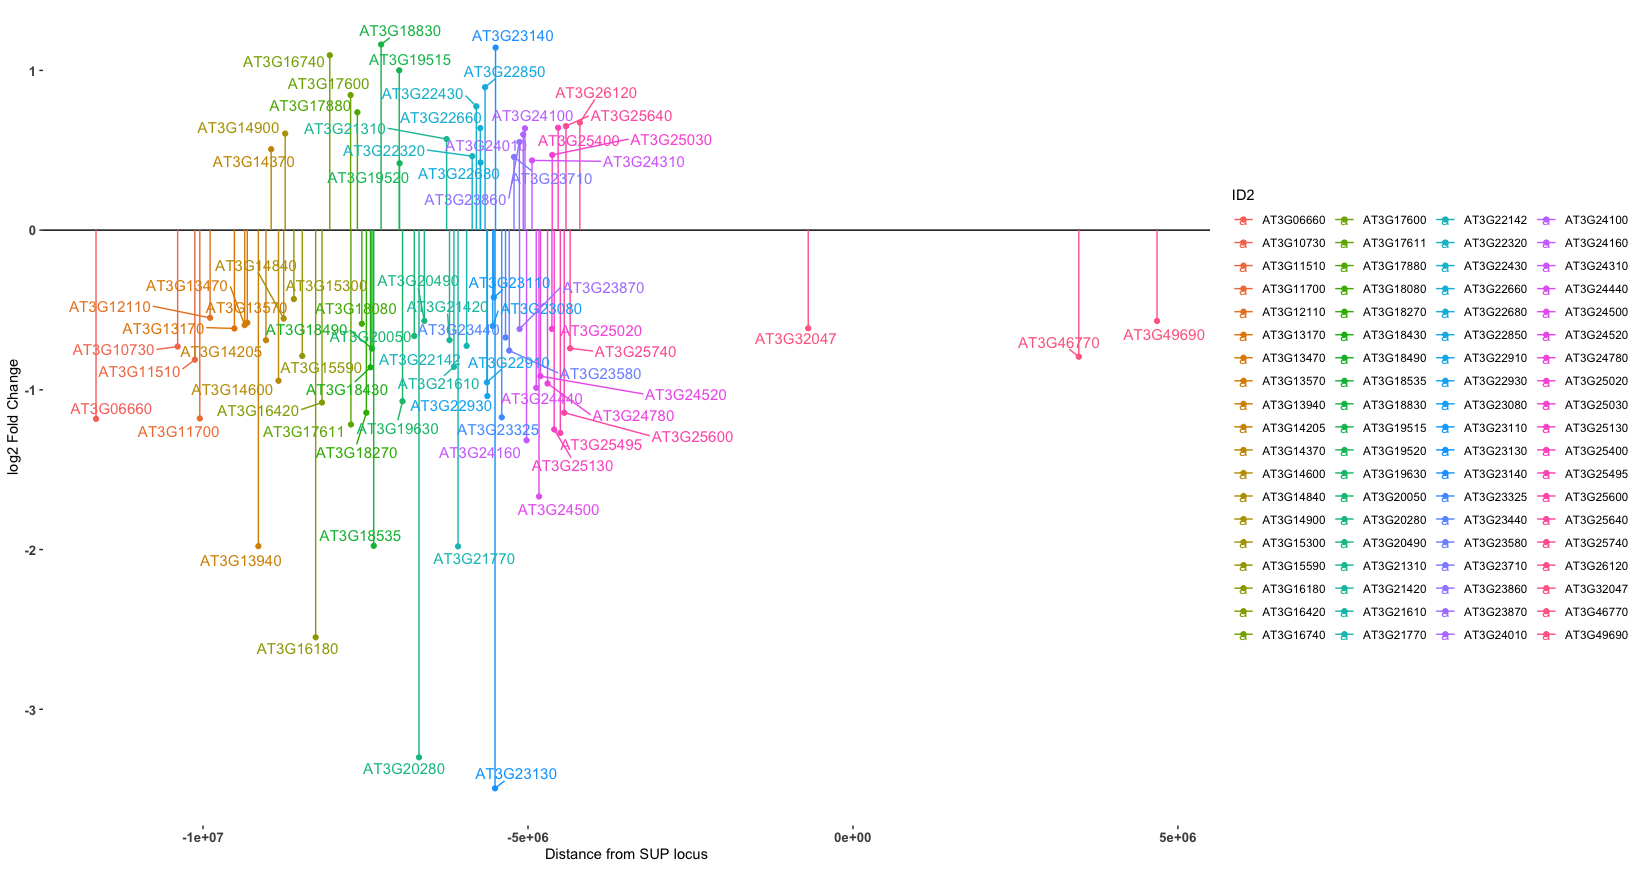 AT3G18830
AT3G23140
AT3G16740
AT3G19515
AT3G22850
1
AT3G17600
AT3G22430
AT3G26120
AT3G17880
AT3G22660
AT3G24100
AT3G25640
AT3G14900
AT3G21310
AT3G25400
AT3G25030
AT3G24010
AT3G22320
AT3G14370
AT3G24310
AT3G19520
AT3G22680
AT3G23710
AT3G23860
0
AT3G14840
AT3G13470
AT3G15300
AT3G20490
AT3G23110
AT3G23870
AT3G12110
AT3G13570
AT3G18080
AT3G21420
AT3G23080
AT3G13170
AT3G18490
AT3G20050
AT3G23440
AT3G25020
AT3G32047
AT3G46770
AT3G49690
AT3G10730
AT3G14205
AT3G22142
AT3G22910
AT3G25740
AT3G11510
AT3G15590
AT3G23580
-1
AT3G14600
AT3G18430
AT3G21610
AT3G24440
AT3G24520
AT3G06660
AT3G16420
AT3G22930
AT3G24780
AT3G11700
AT3G17611
AT3G19630
AT3G23325
AT3G25600
AT3G18270
AT3G24160
AT3G25495
AT3G25130
AT3G24500
AT3G18535
-2
AT3G13940
AT3G21770
AT3G16180
-3
AT3G20280
AT3G23130
log2 Fold Change
-1e+07 -5e+06 0e+00 5e+06
Distance from SUP locus
ID2
a AT3G06660 a AT3G17600 a AT3G22142 a AT3G24100
a AT3G10730 a AT3G17611 a AT3G22320 a AT3G24160
a AT3G11510 a AT3G17880 a AT3G22430 a AT3G24310
a AT3G11700 a AT3G18080 a AT3G22660 a AT3G24440
a AT3G12110 a AT3G18270 a AT3G22680 a AT3G24500
a AT3G13170 a AT3G18430 a AT3G22850 a AT3G24520
a AT3G13470 a AT3G18490 a AT3G22910 a AT3G24780
a AT3G13570 a AT3G18535 a AT3G22930 a AT3G25020
a AT3G13940 a AT3G18830 a AT3G23080 a AT3G25030
a AT3G14205 a AT3G19515 a AT3G23110 a AT3G25130
a AT3G14370 a AT3G19520 a AT3G23130 a AT3G25400
a AT3G14600 a AT3G19630 a AT3G23140 a AT3G25495
a AT3G14840 a AT3G20050 a AT3G23325 a AT3G25600
a AT3G14900 a AT3G20280 a AT3G23440 a AT3G25640
a AT3G15300 a AT3G20490 a AT3G23580 a AT3G25740
a AT3G15590 a AT3G21310 a AT3G23710 a AT3G26120
a AT3G16180 a AT3G21420 a AT3G23860 a AT3G32047
a AT3G16420 a AT3G21610 a AT3G23870 a AT3G46770
a AT3G16740 a AT3G21770 a AT3G24010 a AT3G49690